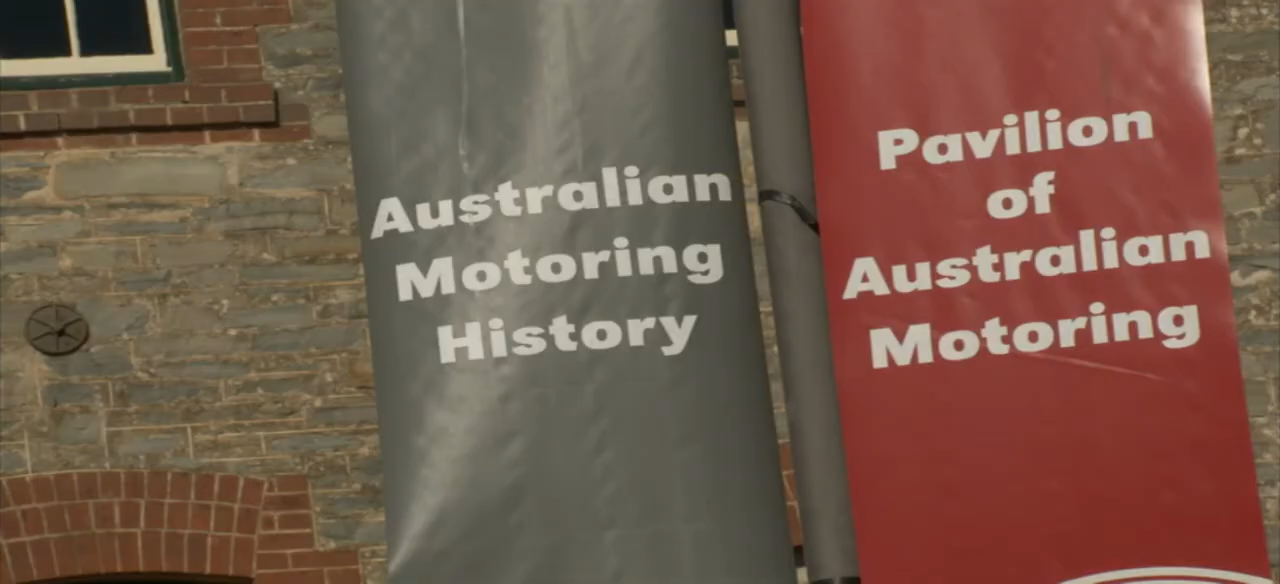 Australian
Motoring
History
Pavilion
of
Australian
Motoring